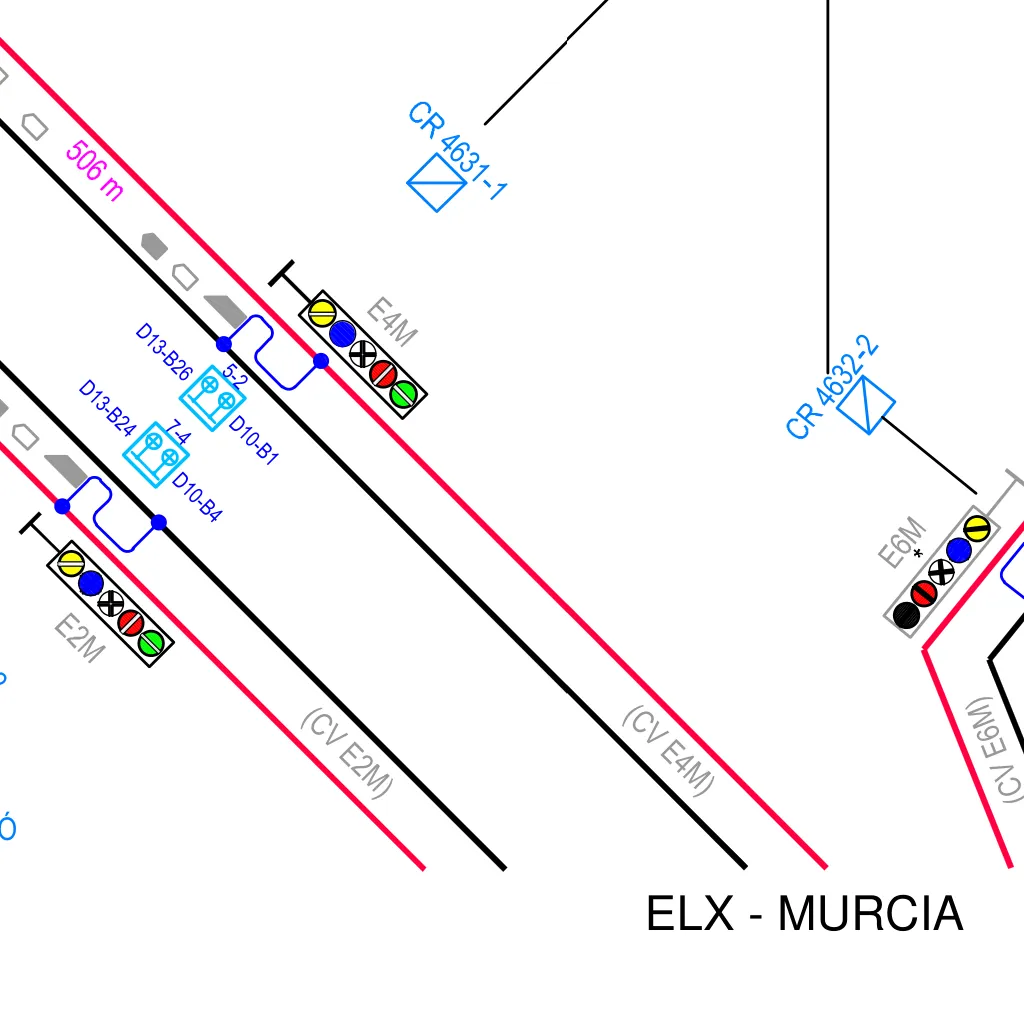 CR 4631-1
506 m
E4M
D13-B26
5-2
D10-B1
CR 4632-2
D13-B24
7-4
D10-B4
E6M
*
E2M
(CV E2M)
(CV E4M)
(CV E6M)
Ó
ELX - MURCIA